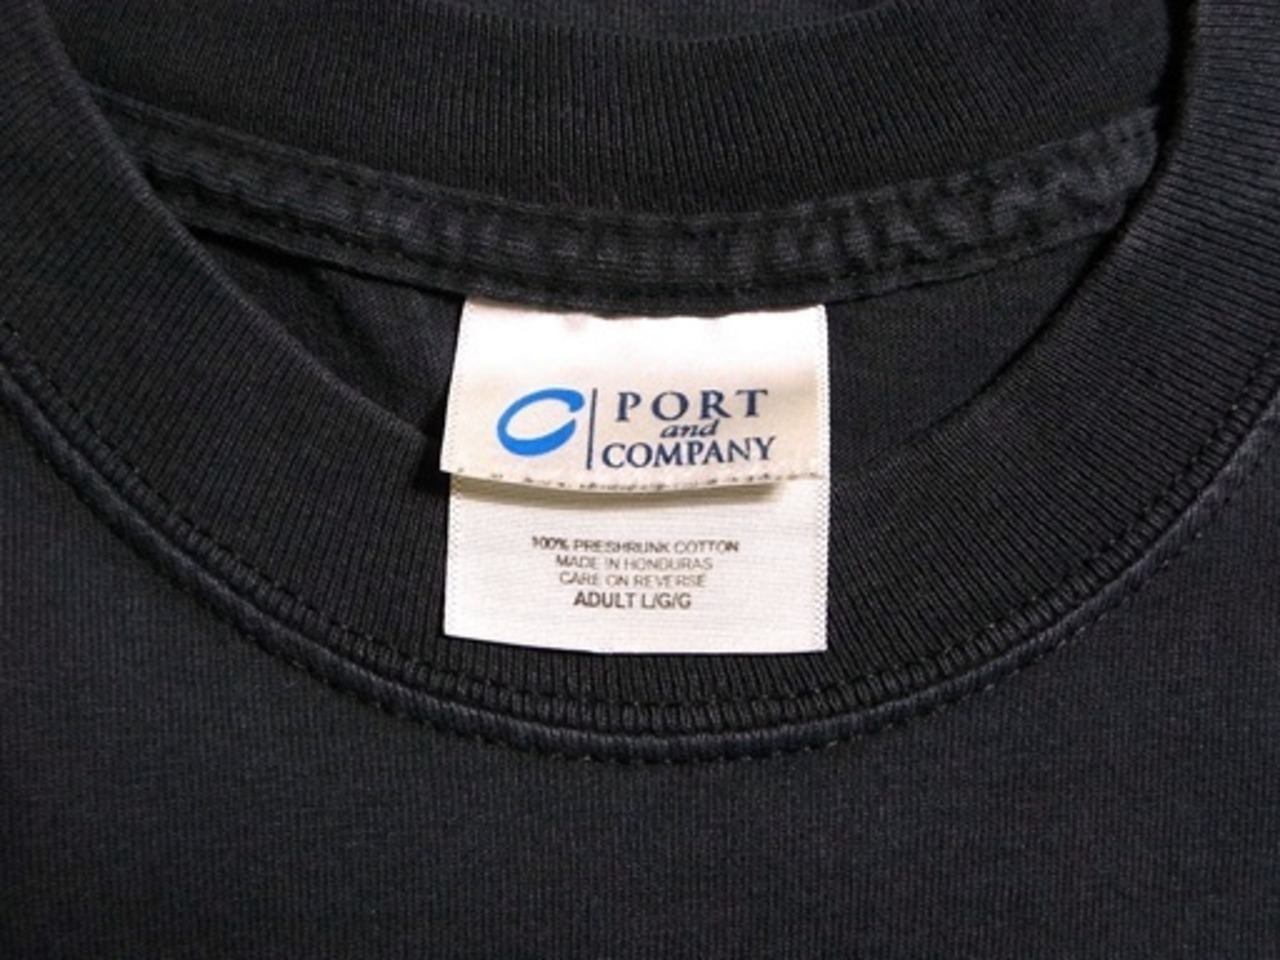 PORT
and
COMPANY
100% PRESHRUNK COTTON
MADE IN HONDURAS
CARE ON REVERSE
ADULT L/G/G